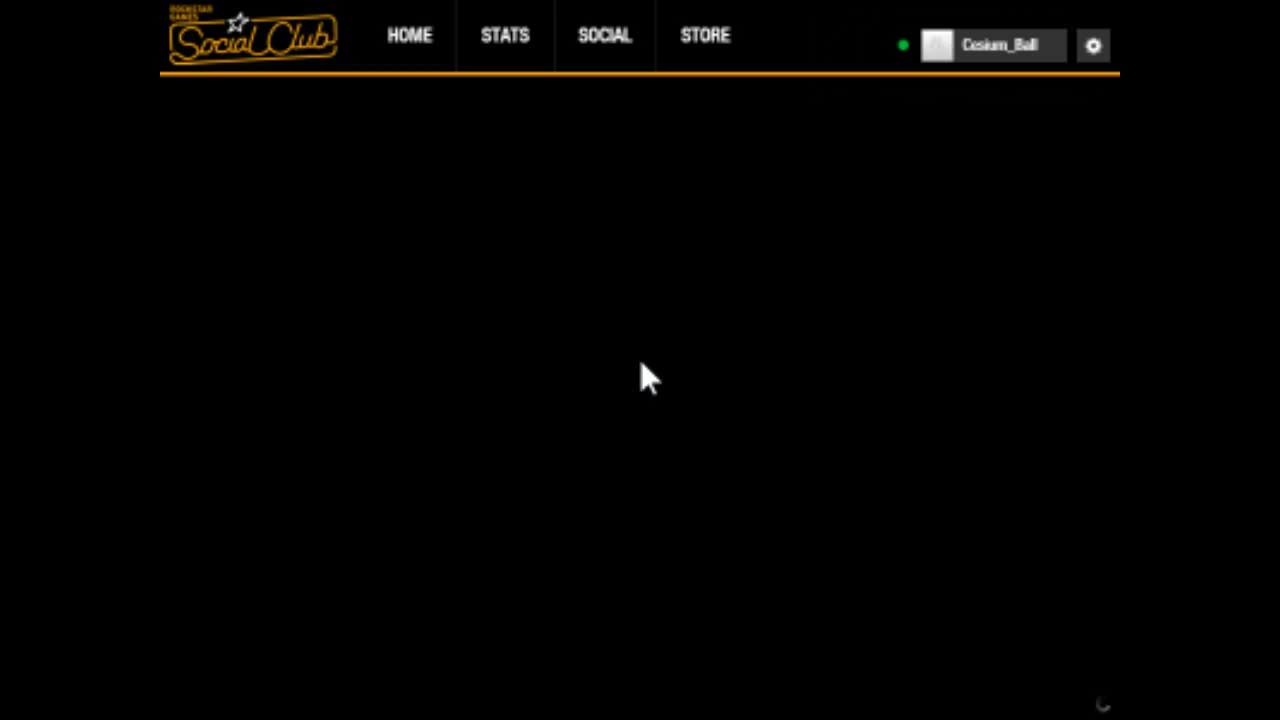 ROCKSTAR
GAMES
Social Club
HOME
STATS
SOCIAL
STORE
Cesium_Ball